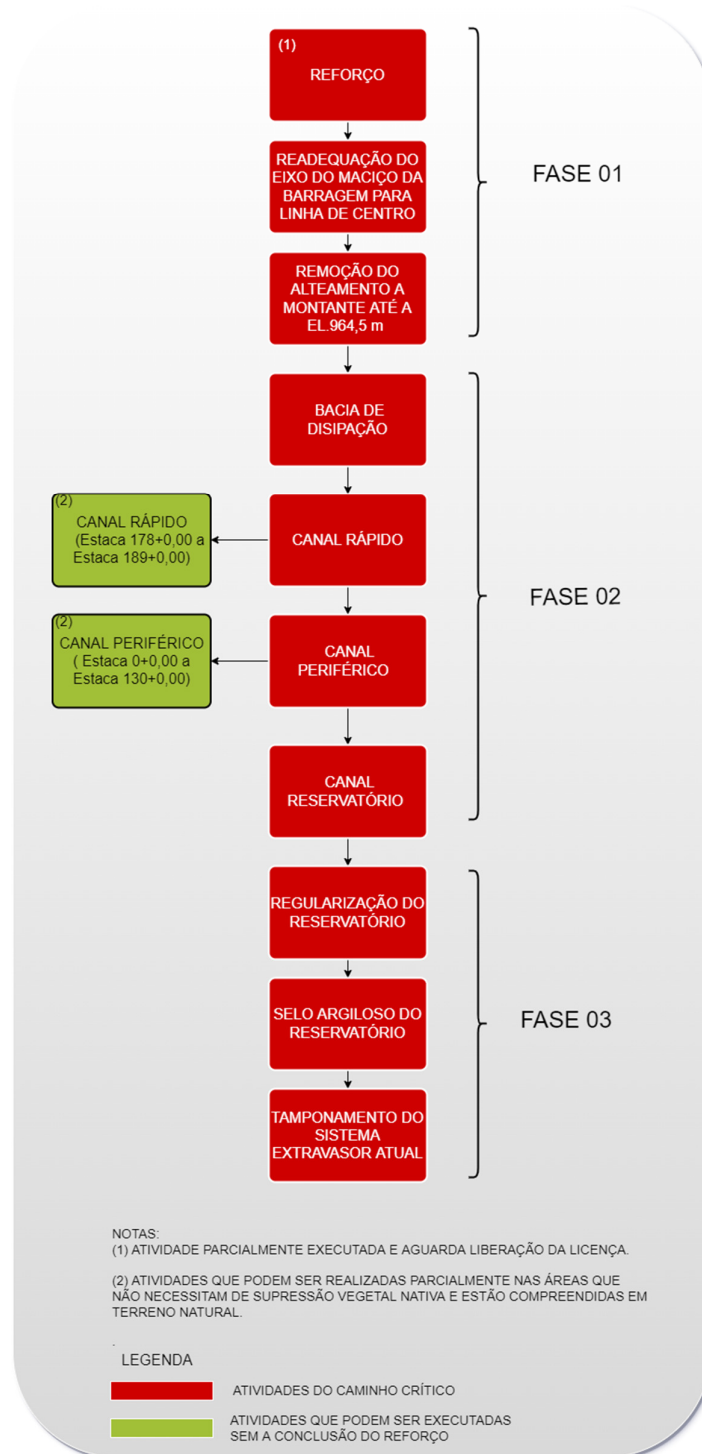 (1)
REFORÇO
READEQUAÇÃO DO
EIXO DO MACIÇO DA
BARRAGEM PARA
LINHA DE CENTRO
REMOÇÃO DO
ALTEAMENTO A
MONTANTE ATÉ A
EL.964,5 m
FASE 01
BACIA DE
DISIPAÇÃO
(2)
CANAL RÁPIDO
(Estaca 178+0,00 a
Estaca 189+0,00)
CANAL RÁPIDO
(2)
CANAL PERIFÉRICO
( Estaca 0+0,00 a
Estaca 130+0,00)
CANAL
PERIFÉRICO
CANAL
RESERVATÓRIO
FASE 02
REGULARIZAÇÃO DO
RESERVATÓRIO
SELO ARGILOSO DO
RESERVATÓRIO
TAMPONAMENTO DO
SISTEMA
EXTRAVASOR ATUAL
FASE 03
NOTAS:
(1) ATIVIDADE PARCIALMENTE EXECUTADA E AGUARDA LIBERAÇÃO DA LICENÇA.
(2) ATIVIDADES QUE PODEM SER REALIZADAS PARCIALMENTE NAS ÁREAS QUE
NÃO NECESSITAM DE SUPRESSÃO VEGETAL NATIVA E ESTÃO COMPREENDIDAS EM
TERRENO NATURAL.
.
LEGENDA
ATIVIDADES DO CAMINHO CRÍTICO
ATIVIDADES QUE PODEM SER EXECUTADAS
SEM A CONCLUSÃO DO REFORÇO